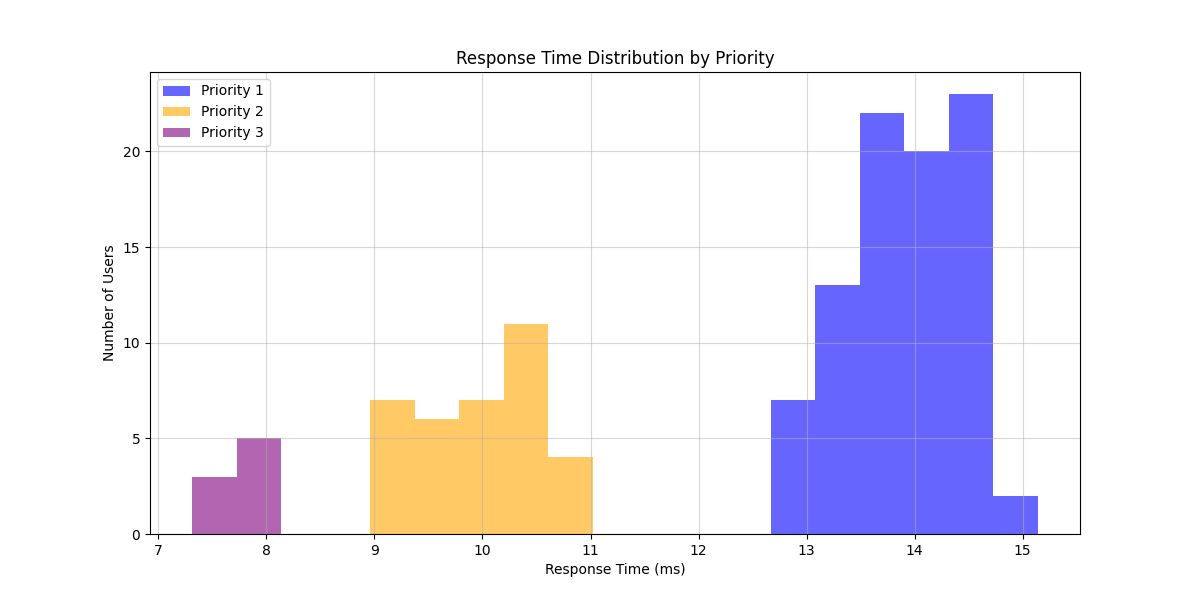 Response Time Distribution by Priority
Priority 1
Priority 2
Priority 3
Number of Users
20
15
10
5
0
7 8 9 10 11 12 13 14 15
Response Time (ms)